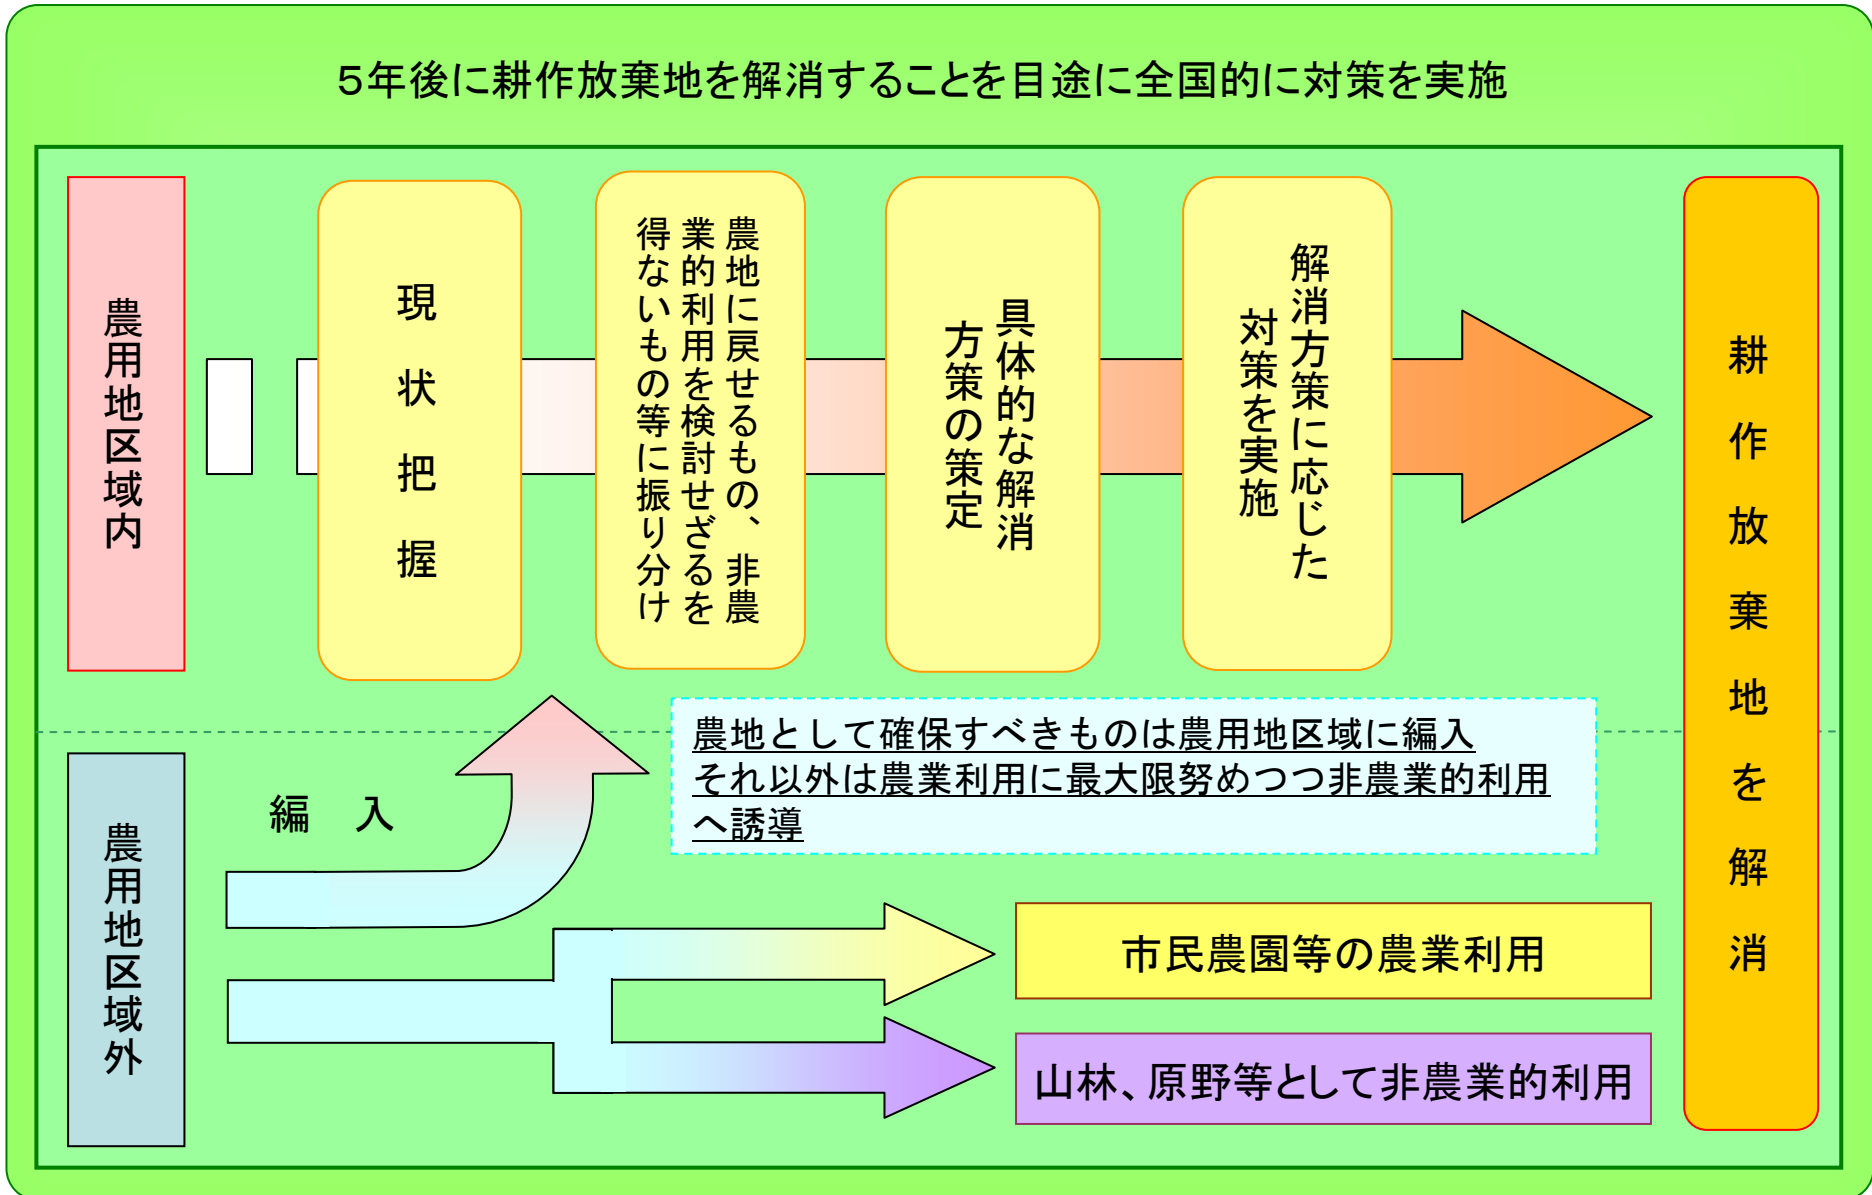 ５年後に耕作放棄地を解消することを目途に全国的に対策を実施
農用地区域内
現状把握
農地に戻せるもの、非農
業的利用を検討せざるを
得ないもの等に振り分け
具体的な解消
方策の策定
解消方策に応じた
対策を実施
耕作放棄地を解消
農地として確保すべきものは農用地区域に編入
それ以外は農業利用に最大限努めつつ非農業的利用
へ誘導
編　入
農用地区域外
市民農園等の農業利用
山林、原野等として非農業的利用